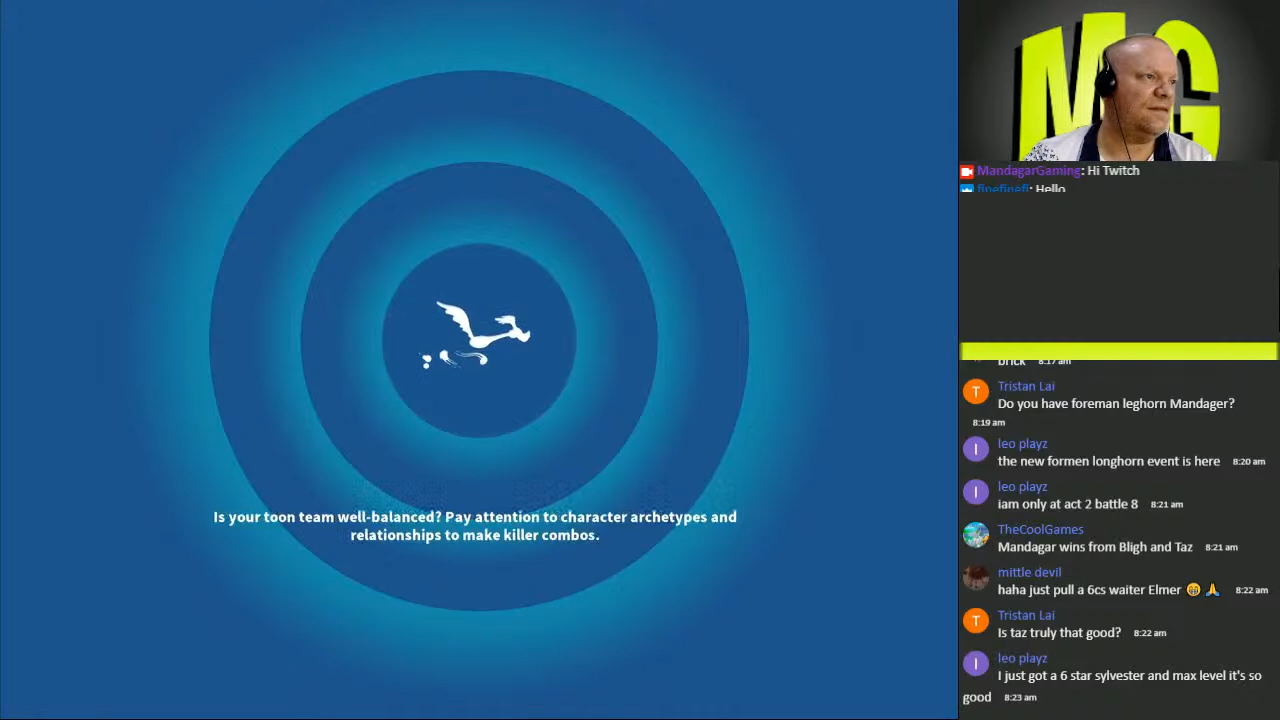 MG
MandagarGaming: Hi Twitch
finefinefi: Hello
brick 8:17 am
T Tristan Lai
Do you have foreman leghorn Mandager?
8:19 am
l leo playz
the new formen longhorn event is here 8:20 am
l leo playz
iam only at act 2 battle 8 8:21 am
TheCoolGames
Mandagar wins from Bligh and Taz 8:21 am
mittle devil
haha just pull a 6cs waiter Elmer 😁 🙏 8:22 am
T Tristan Lai
Is taz truly that good? 8:22 am
l leo playz
I just got a 6 star sylvester and max level it's so
good 8:23 am
Is your toon team well-balanced? Pay attention to character archetypes and
relationships to make killer combos.